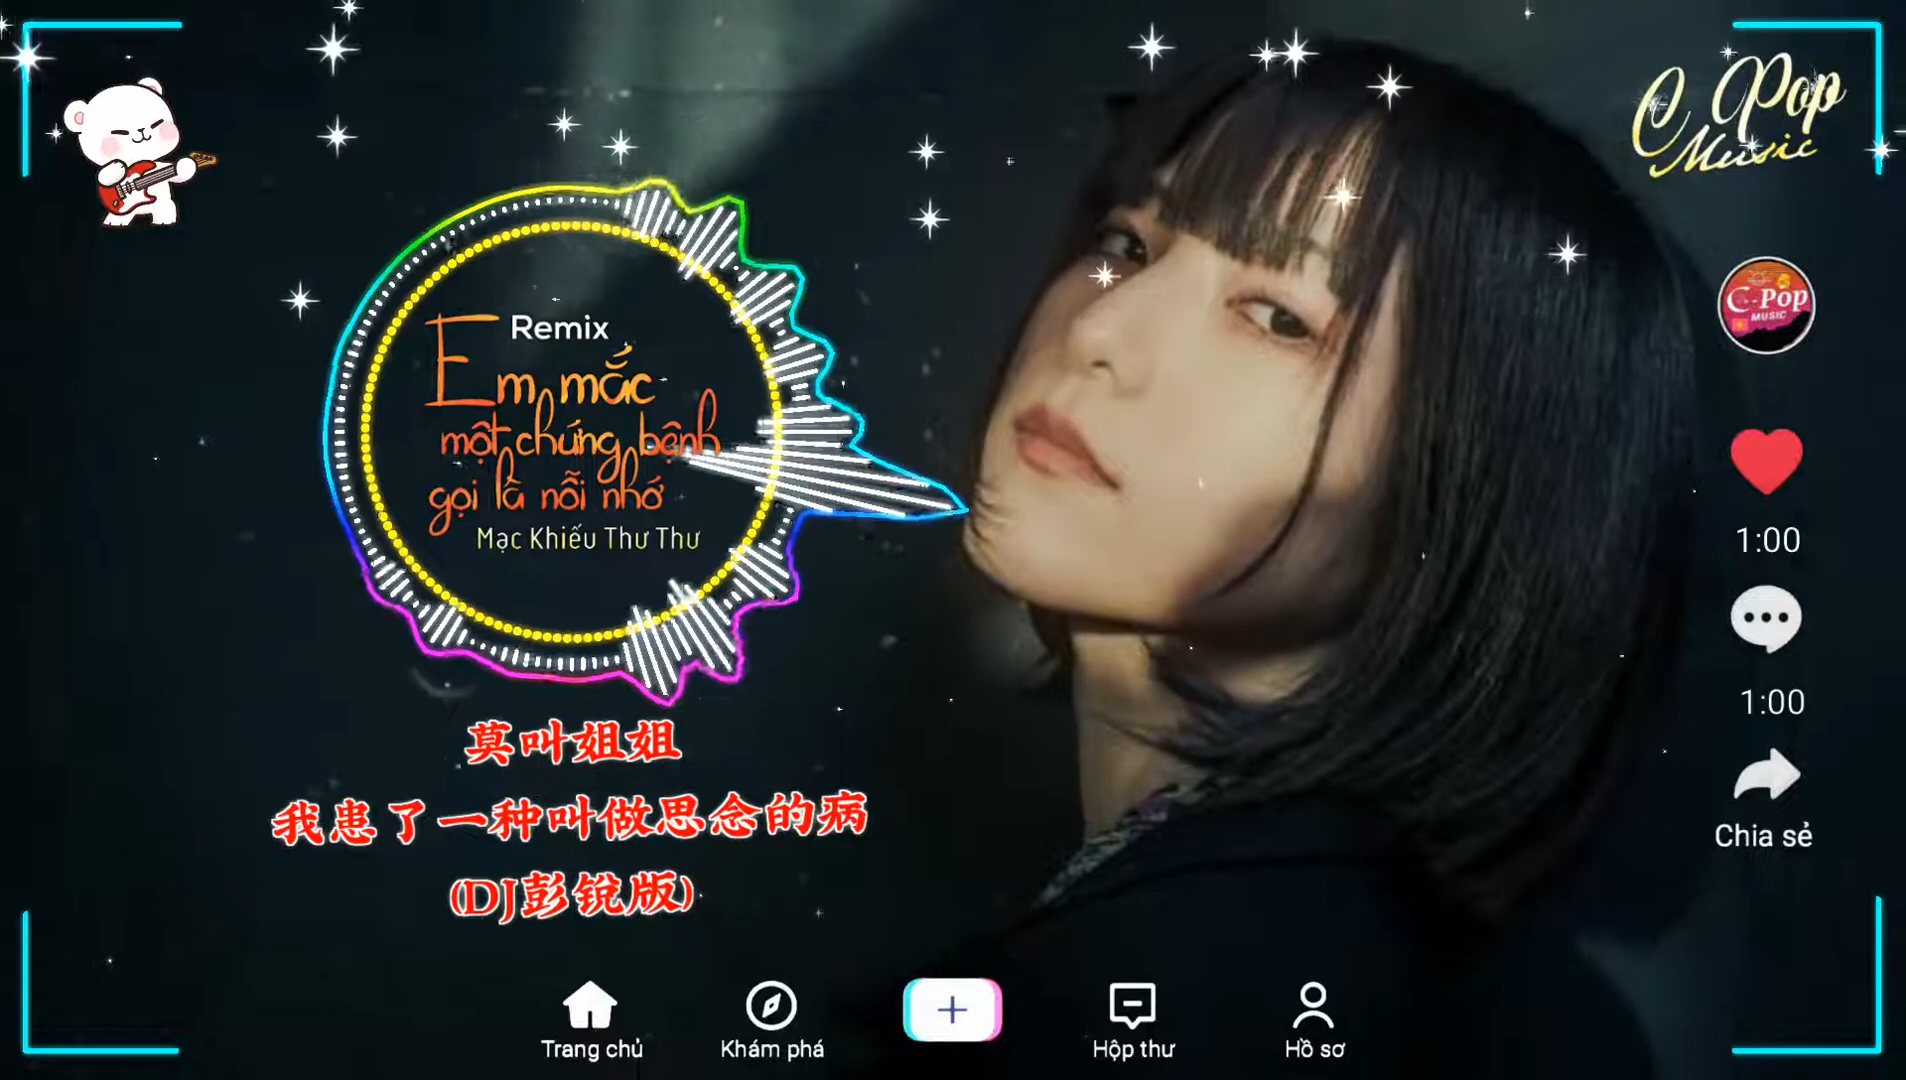 C Pop
Music
C-Pop
MUSIC
Remix
Em mắc
một chứng bệnh
gọi là nỗi nhớ
Mạc Khiếu Thư Thư
1:00
1:00
Chia sẻ
莫叫姐姐
我患了一种叫做思念的病
(DJ彭锐版)
Trang chủ
Khám phá
Hộp thư
Hồ sơ